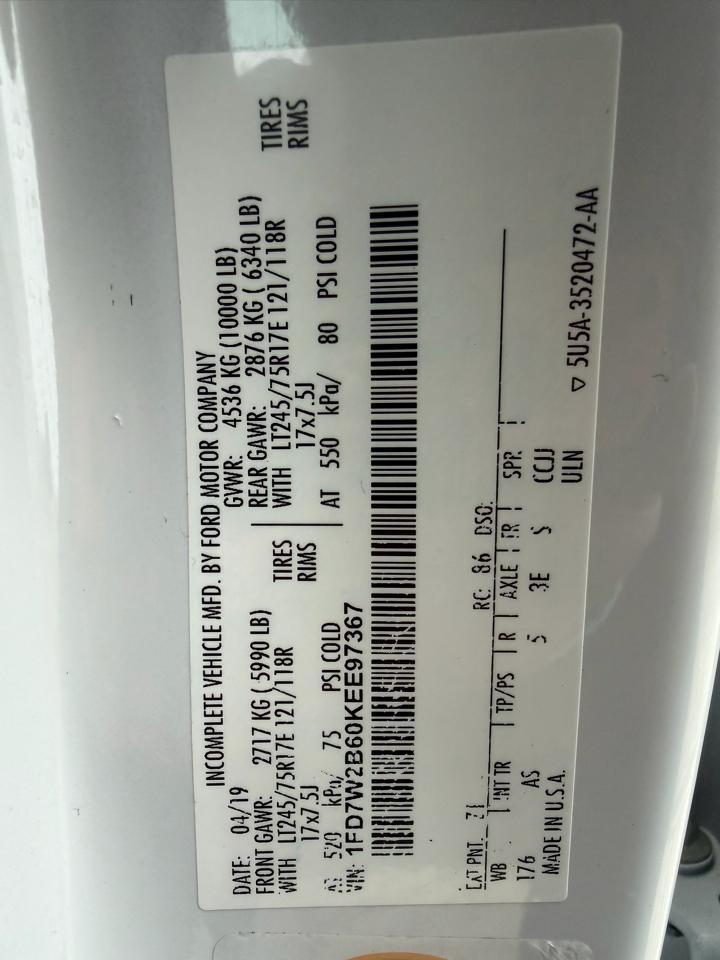 INCOMPLETE VEHICLE MFD. BY FORD MOTOR COMPANY
DATE: 04/19 GVWR: 4536 KG (10000 LB)
FRONT GAWR: 2717 KG ( 5990 LB) REAR GAWR: 2876 KG ( 6340 LB)
WITH LT245/75R17E 121/118R TIRES WITH LT245/75R17E 121/118R TIRES
17x7.5J RIMS 17x7.5J RIMS
AT 520 kPa/ 75 PSI COLD AT 550 kPa/ 80 PSI COLD
VIN: 1FD7W2B60KEE97367
EXT PNT: Z1 RC: 86 DSO:
WB INT TR TP/PS R AXLE TR SPR
176 AS 5 3E S CCJJ
MADE IN U.S.A. ULN
▽ 5U5A-3520472-AA